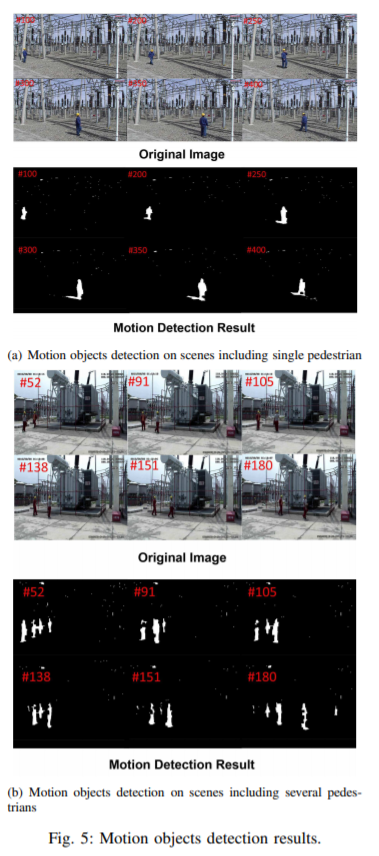 #100 #200 #250
#300 #350 #400
Original Image
#100 #200 #250
#300 #350 #400
Motion Detection Result
(a) Motion objects detection on scenes including single pedestrian
#52 #91 #105
#138 #151 #180
Original Image
#52 #91 #105
#138 #151 #180
Motion Detection Result
(b) Motion objects detection on scenes including several pedes-
trians
Fig. 5: Motion objects detection results.